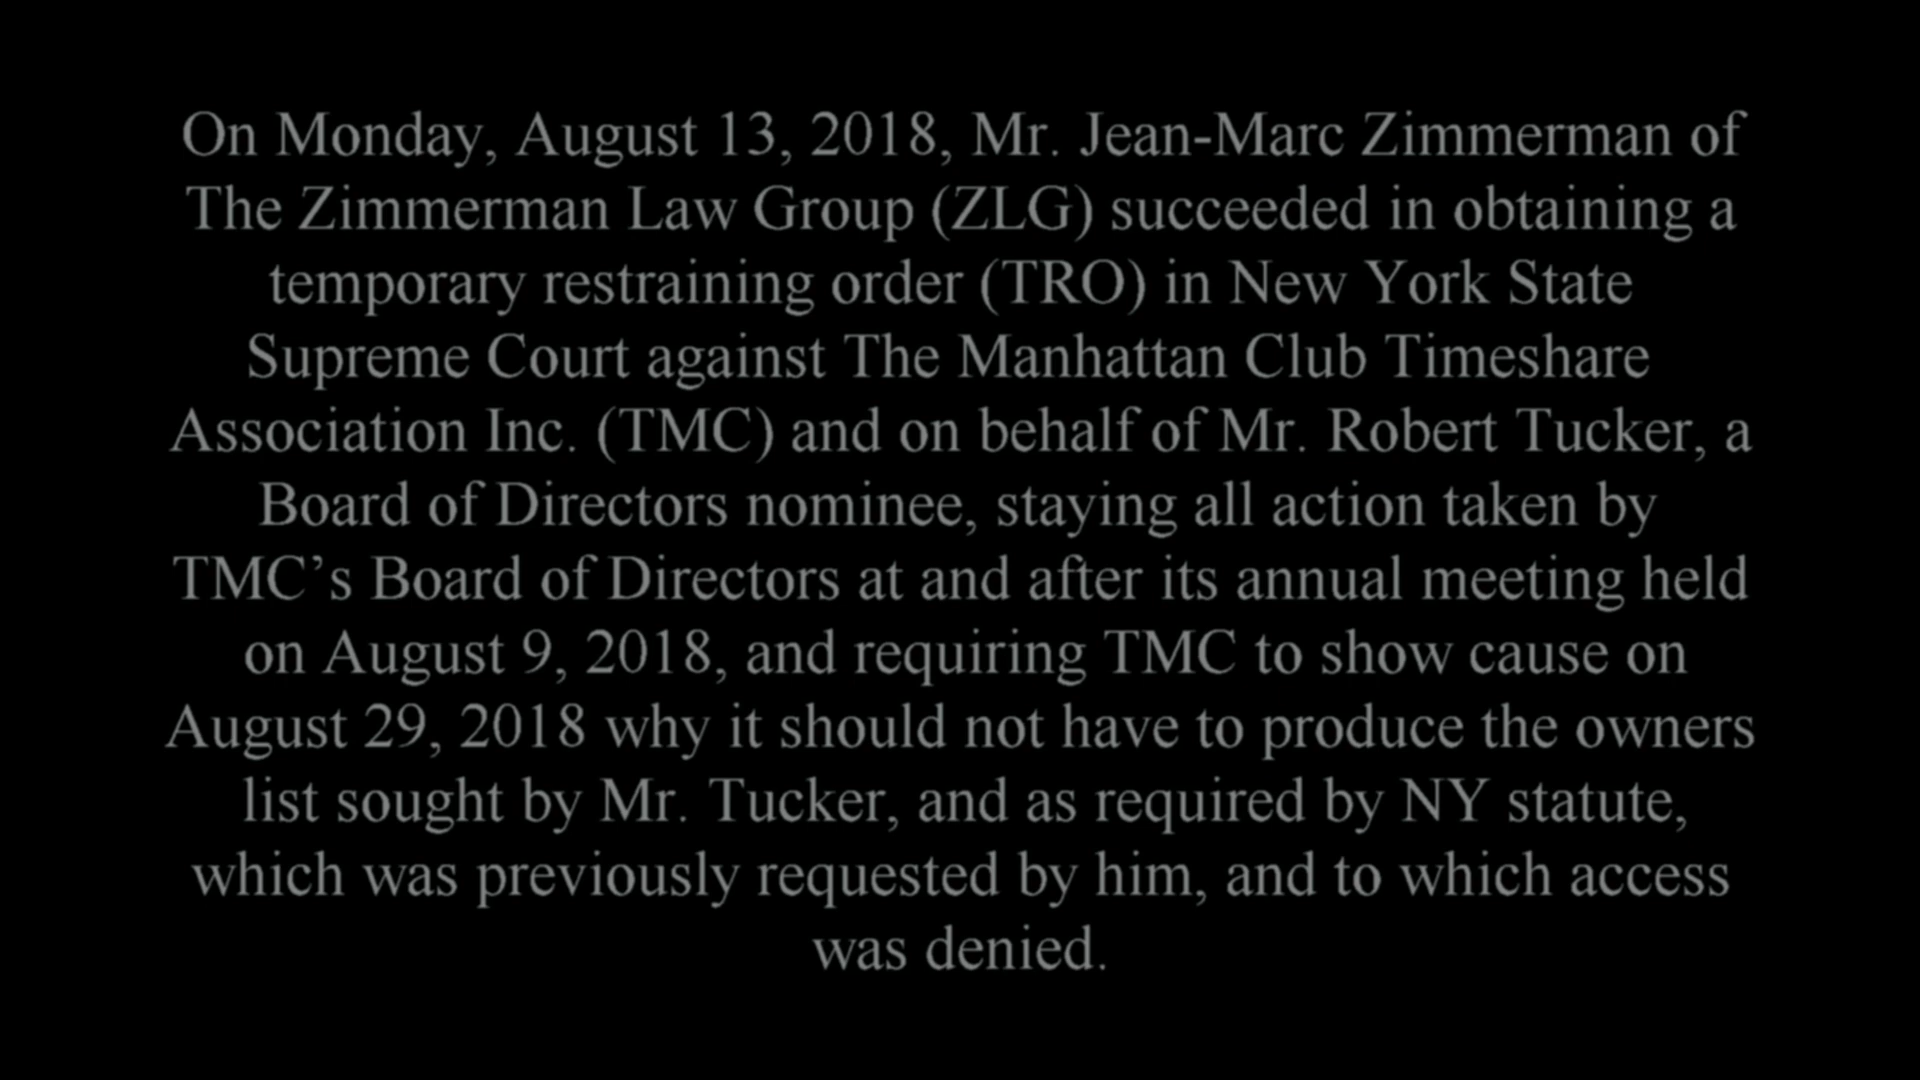 On Monday, August 13, 2018, Mr. Jean-Marc Zimmerman of
The Zimmerman Law Group (ZLG) succeeded in obtaining a
temporary restraining order (TRO) in New York State
Supreme Court against The Manhattan Club Timeshare
Association Inc. (TMC) and on behalf of Mr. Robert Tucker, a
Board of Directors nominee, staying all action taken by
TMC’s Board of Directors at and after its annual meeting held
on August 9, 2018, and requiring TMC to show cause on
August 29, 2018 why it should not have to produce the owners
list sought by Mr. Tucker, and as required by NY statute,
which was previously requested by him, and to which access
was denied.